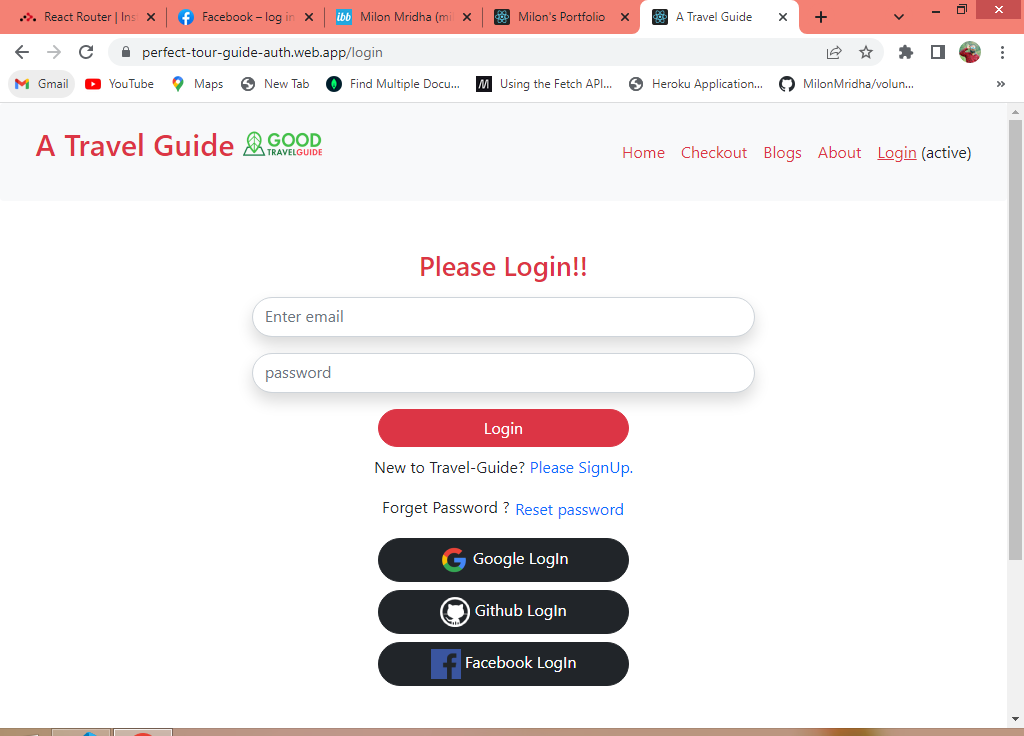 React Router | Ins
Facebook – log in
ibb Milon Mridha (mil
Milon's Portfolio
A Travel Guide
perfect-tour-guide-auth.web.app/login
Gmail YouTube Maps New Tab Find Multiple Docu... Using the Fetch API... Heroku Application... MilonMridha/volun...
A Travel Guide GOOD TRAVELGUIDE
Home Checkout Blogs About Login (active)
Please Login!!
Enter email
password
Login
New to Travel-Guide? Please SignUp.
Forget Password ? Reset password
Google LogIn
Github LogIn
Facebook LogIn